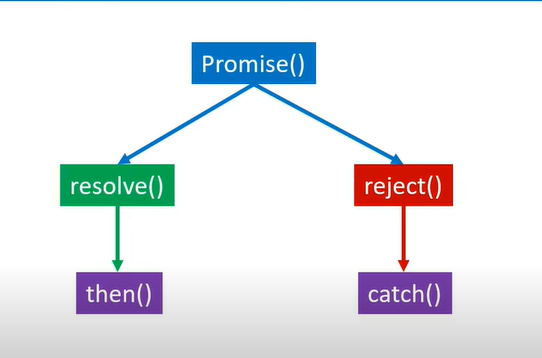 Promise()
resolve()
reject()
then()
catch()